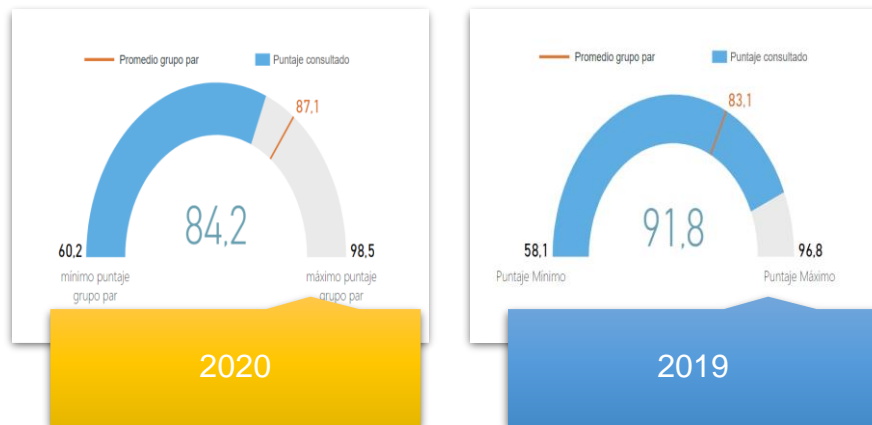 Promedio grupo par
Puntaje consultado
87,1
84,2
60,2
98,5
mínimo puntaje
grupo par
máximo puntaje
grupo par
2020
Promedio grupo par
Puntaje consultado
83,1
91,8
58,1
96,8
Puntaje Mínimo
Puntaje Máximo
2019